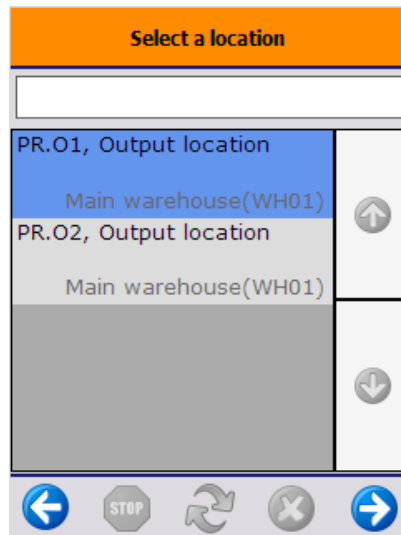 Select a location
PR.O1, Output location
Main warehouse(WH01)
PR.O2, Output location
Main warehouse(WH01)
STOP